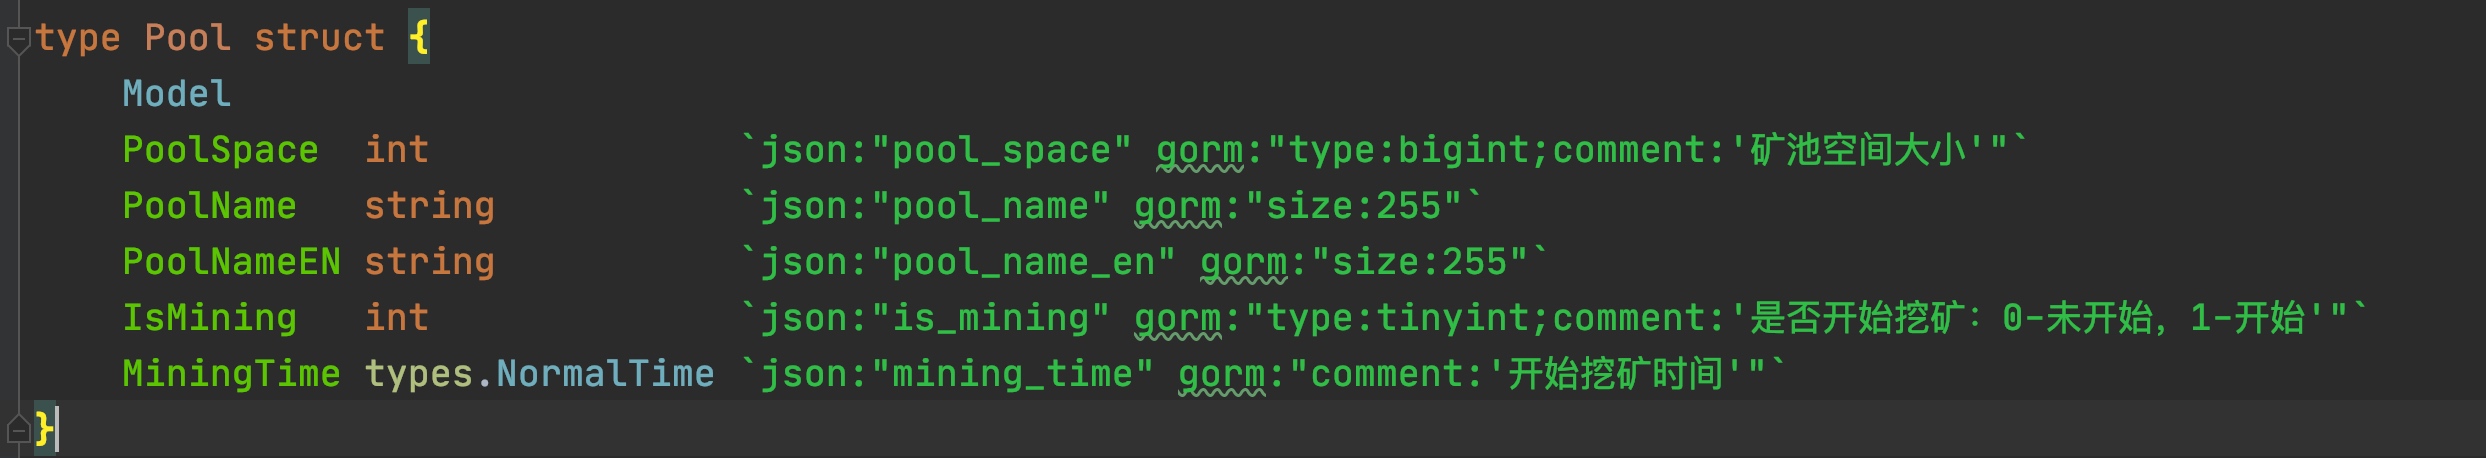 type Pool struct {
Model
PoolSpace int `json:"pool_space" gorm:"type:bigint;comment:'矿池空间大小'"`
PoolName string `json:"pool_name" gorm:"size:255"`
PoolNameEN string `json:"pool_name_en" gorm:"size:255"`
IsMining int `json:"is_mining" gorm:"type:tinyint;comment:'是否开始挖矿：0-未开始，1-开始'"`
MiningTime types.NormalTime `json:"mining_time" gorm:"comment:'开始挖矿时间'"`
}